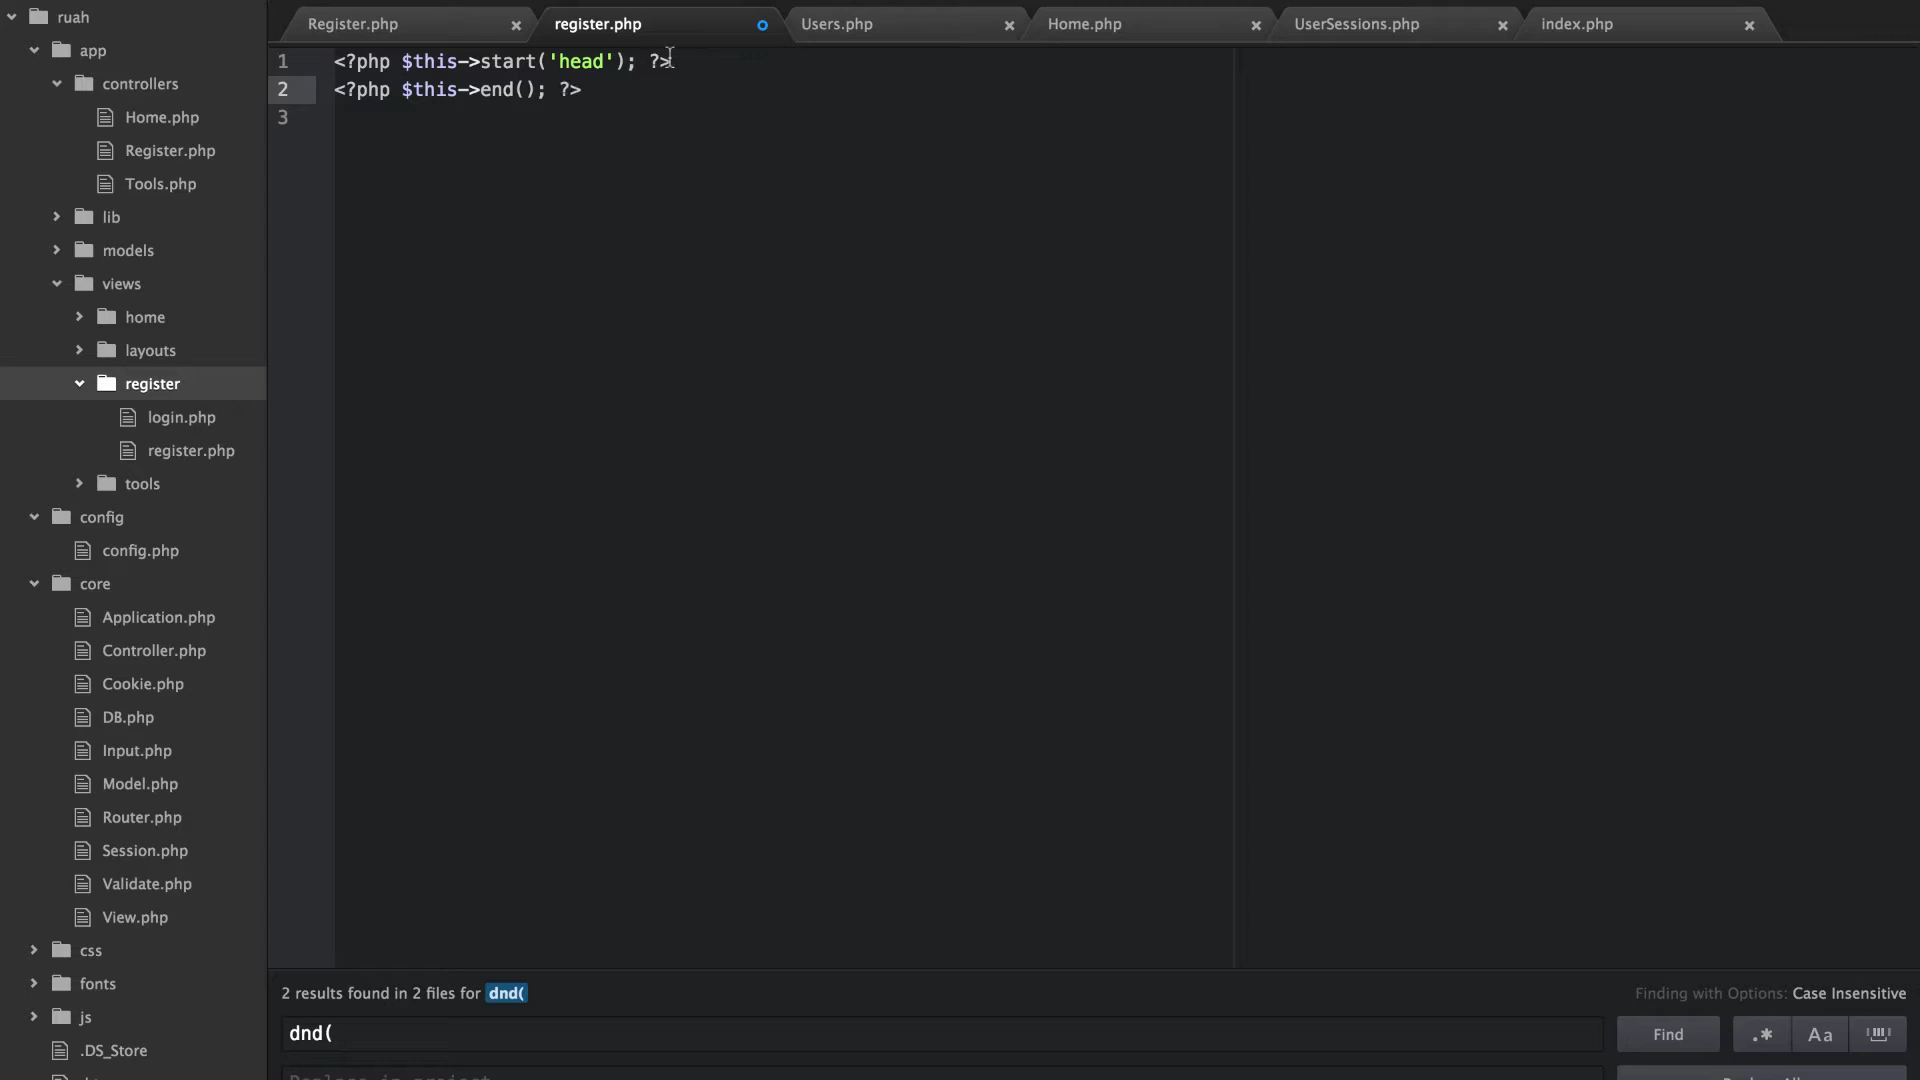 ruah
app
controllers
Home.php
Register.php
Tools.php
lib
models
views
home
layouts
register
login.php
register.php
tools
config
config.php
core
Application.php
Controller.php
Cookie.php
DB.php
Input.php
Model.php
Router.php
Session.php
Validate.php
View.php
css
fonts
js
.DS_Store
Register.php register.php Users.php Home.php UserSessions.php index.php
1 <?php $this->start('head'); ?>
2 <?php $this->end(); ?>
3
2 results found in 2 files for dnd( Finding with Options: Case Insensitive
dnd( Find .* Aa